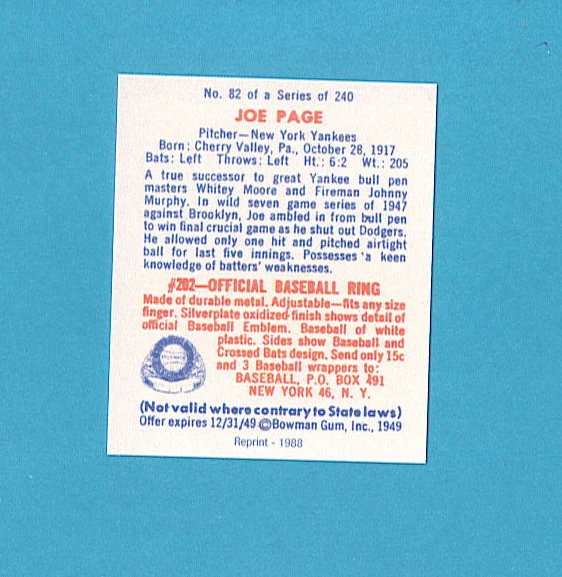 No. 82 of a Series of 240
JOE PAGE
Pitcher—New York Yankees
Born: Cherry Valley, Pa., October 28, 1917
Bats: Left Throws: Left Ht.: 6:2 Wt.: 205
A true successor to great Yankee bull pen
masters Whitey Moore and Fireman Johnny
Murphy. In wild seven game series of 1947
against Brooklyn, Joe ambled in from bull pen
to win final crucial game as he shut out Dodgers.
He allowed only one hit and pitched airtight
ball for last five innings. Possesses a keen
knowledge of batters' weaknesses.
#202—OFFICIAL BASEBALL RING
Made of durable metal. Adjustable—fits any size
finger. Silverplate oxidized finish shows detail of
official Baseball Emblem. Baseball of white
plastic. Sides show Baseball and
Crossed Bats design. Send only 15c
and 3 Baseball wrappers to:
BASEBALL, P.O. BOX 491
NEW YORK 46, N. Y.
(Not valid where contrary to State laws)
Offer expires 12/31/49 ©Bowman Gum, Inc., 1949
Reprint - 1988